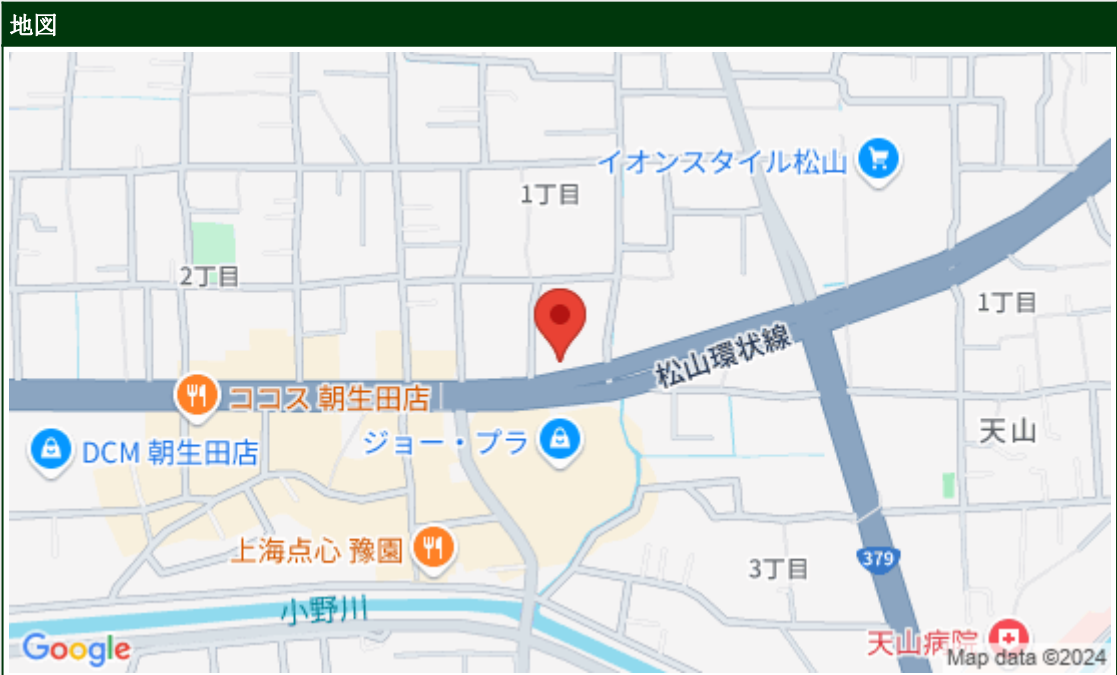 地図
イオンスタイル松山
1丁目
2丁目
1丁目
松山環状線
ココス 朝生田店
天山
ジョー・プラ
DCM 朝生田店
上海点心 豫園
3丁目
379
小野川
天山病院
Google
Map data ©2024